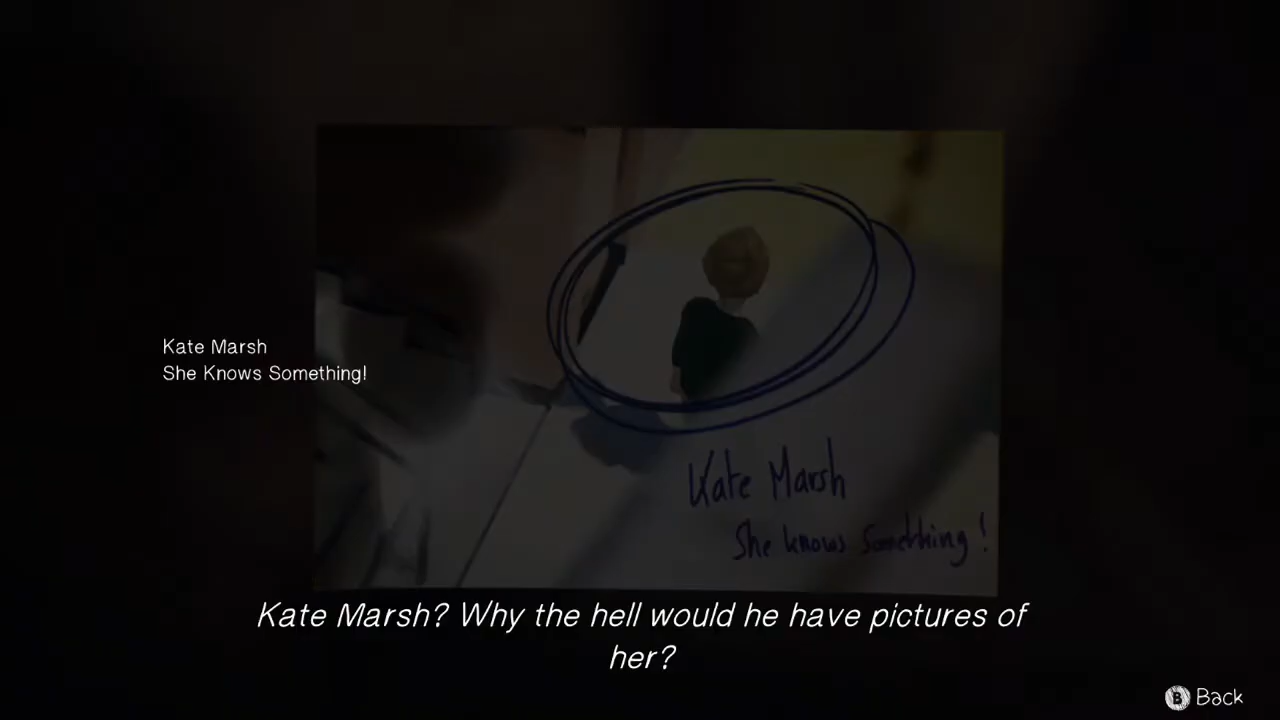 Kate Marsh
She Knows Something!
Kate Marsh
She knows Something!
Kate Marsh? Why the hell would he have pictures of
her?
B Back